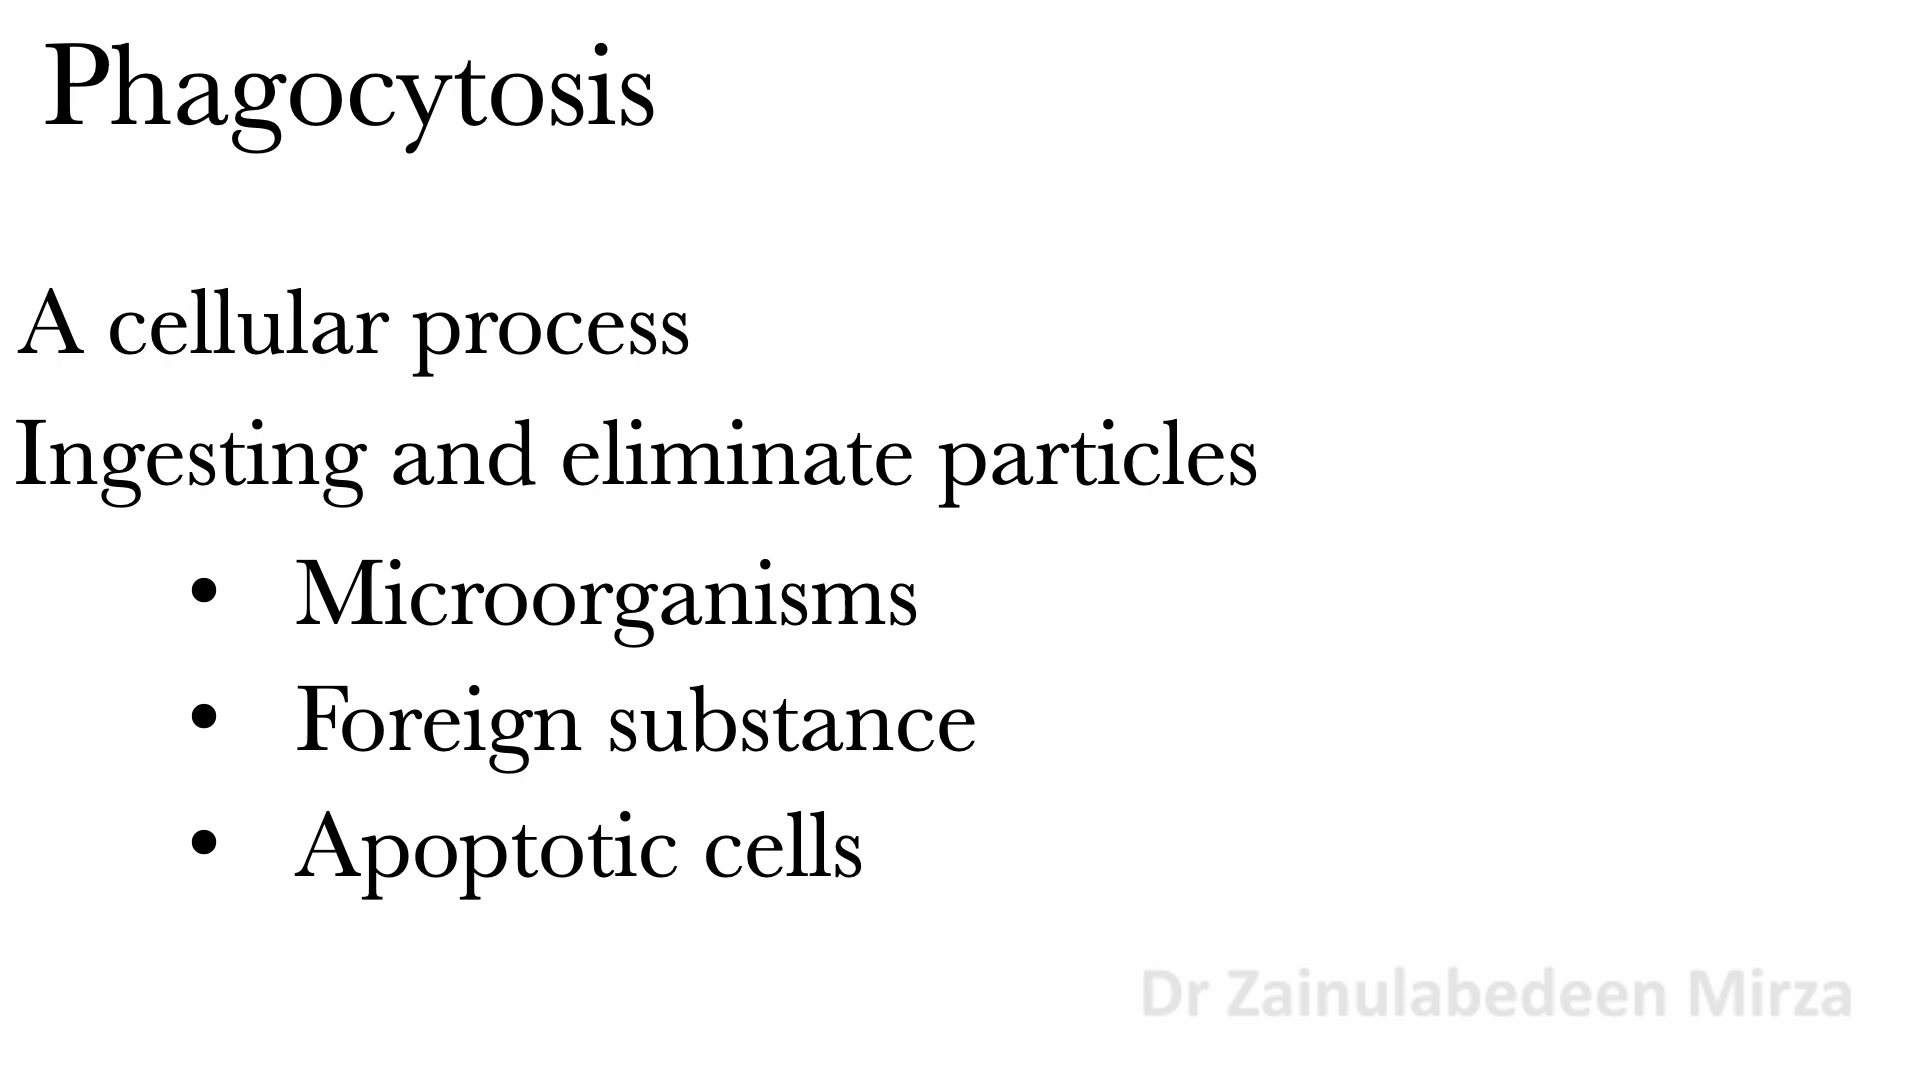 Phagocytosis
A cellular process
Ingesting and eliminate particles
• Microorganisms
• Foreign substance
• Apoptotic cells
Dr Zainulabedeen Mirza